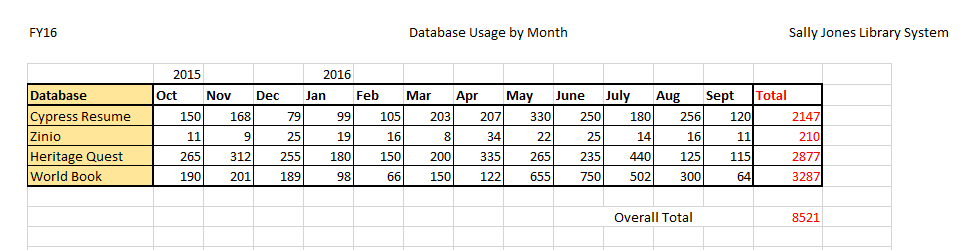 FY16 Database Usage by Month Sally Jones Library System
2015 2016
Database Oct Nov Dec Jan Feb Mar Apr May June July Aug Sept Total
Cypress Resume 150 168 79 99 105 203 207 330 250 180 256 120 2147
Zinio 11 9 25 19 16 8 34 22 25 14 16 11 210
Heritage Quest 265 312 255 180 150 200 335 265 235 440 125 115 2877
World Book 190 201 189 98 66 150 122 655 750 502 300 64 3287
Overall Total 8521